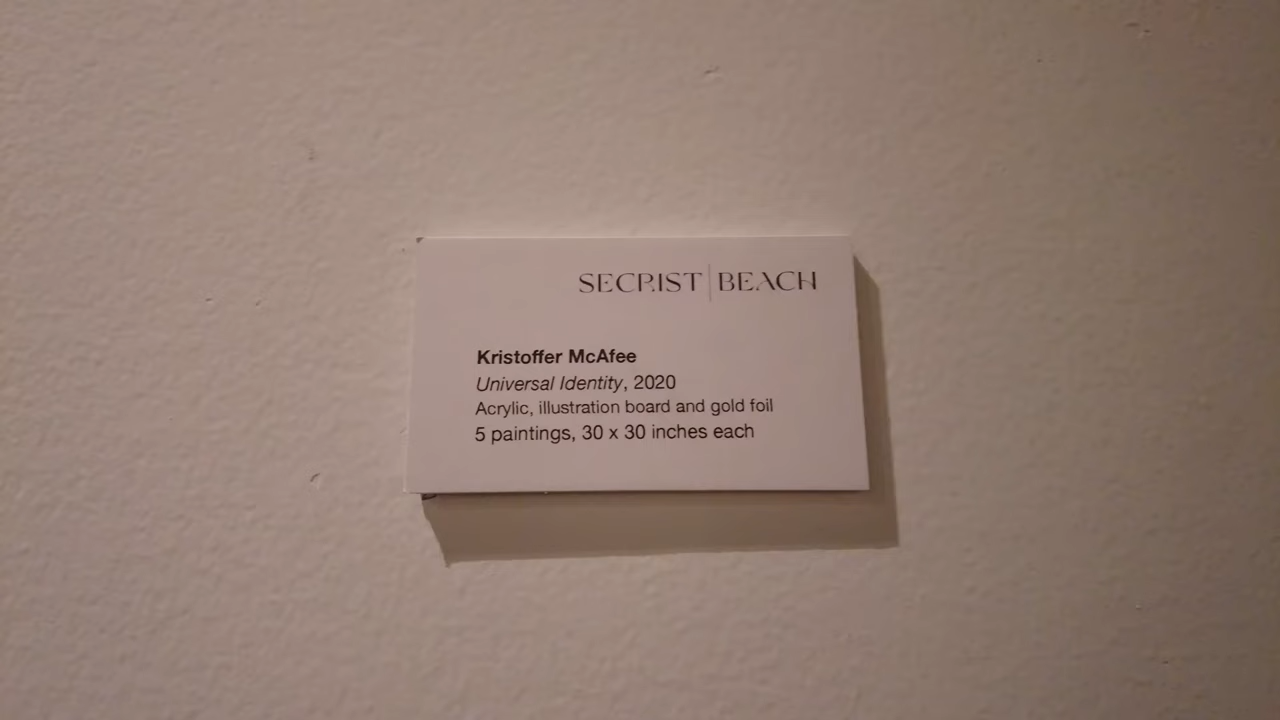 SECRIST | BEACH
Kristoffer McAfee
Universal Identity, 2020
Acrylic, illustration board and gold foil
5 paintings, 30 x 30 inches each